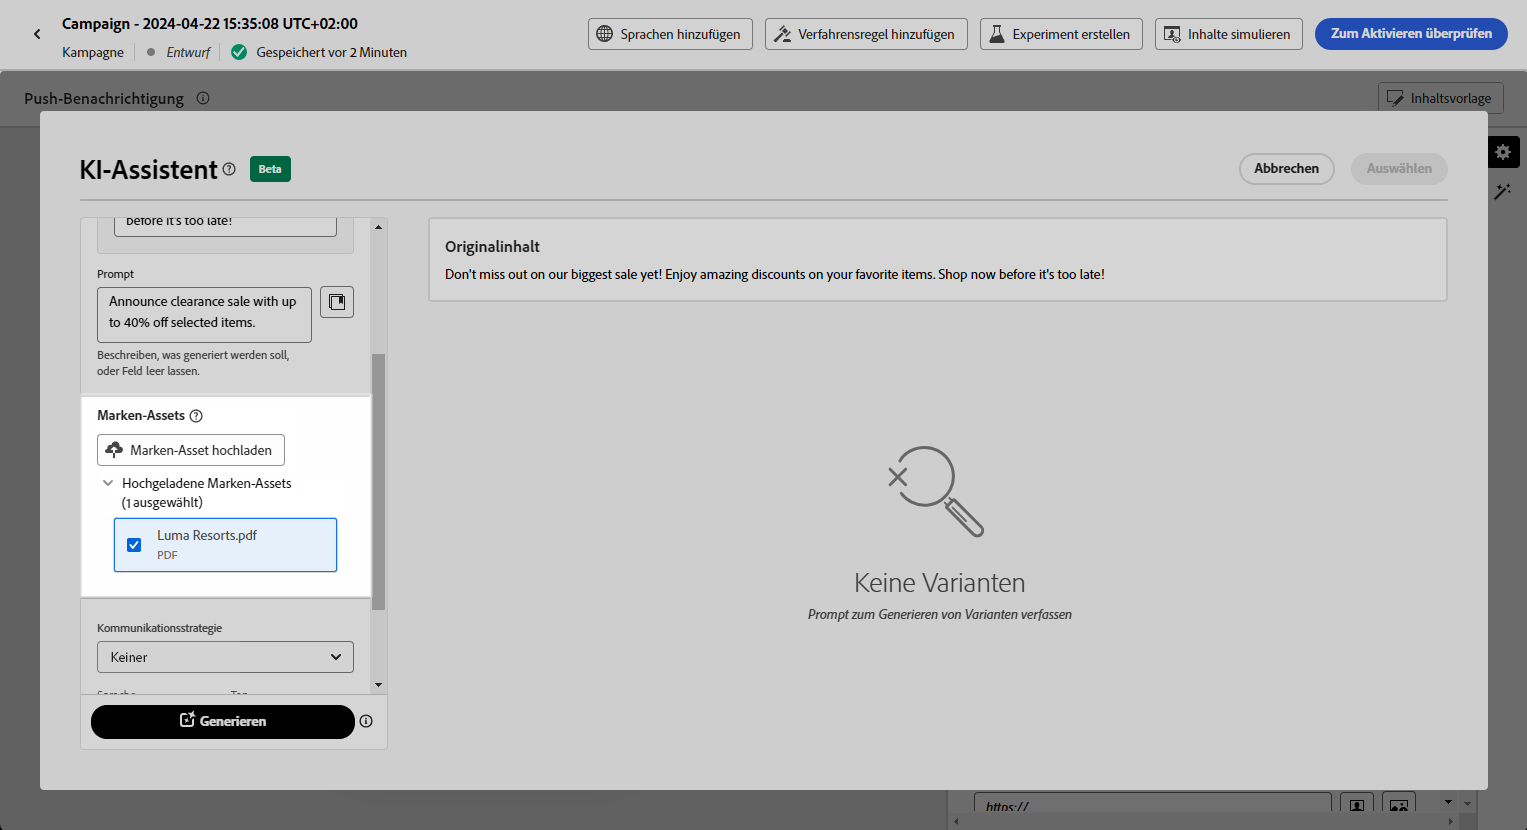 Campaign - 2024-04-22 15:35:08 UTC+02:00
Kampagne
Entwurf
Gespeichert vor 2 Minuten
Sprachen hinzufügen
Verfahrensregel hinzufügen
Experiment erstellen
Inhalte simulieren
Zum Aktivieren überprüfen
Push-Benachrichtigung
Inhaltsvorlage
KI-Assistent
Beta
Abbrechen
Auswählen
before it's too late!
Prompt
Announce clearance sale with up
to 40% off selected items.
Beschreiben, was generiert werden soll,
oder Feld leer lassen.
Marken-Assets
Marken-Asset hochladen
Hochgeladene Marken-Assets
(1 ausgewählt)
Luma Resorts.pdf
PDF
Kommunikationsstrategie
Keiner
Sprache
Ton
Generieren
Originalinhalt
Don't miss out on our biggest sale yet! Enjoy amazing discounts on your favorite items. Shop now before it's too late!
Keine Varianten
Prompt zum Generieren von Varianten verfassen
https://